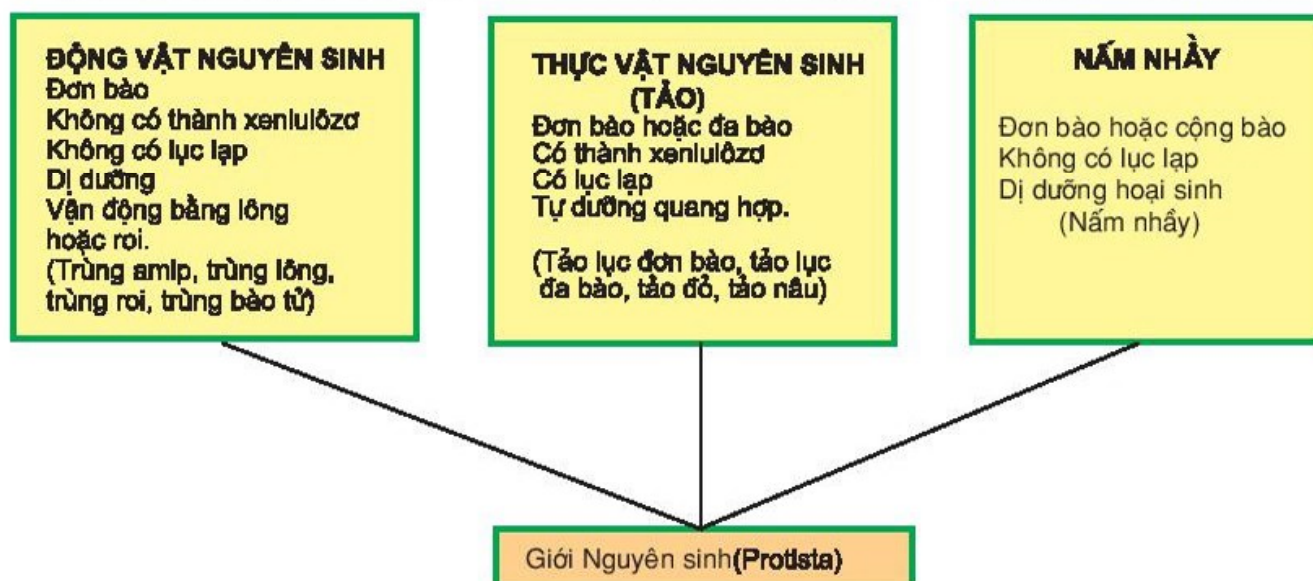 ĐỘNG VẬT NGUYÊN SINH
Đơn bào
Không có thành xenlulôzơ
Không có lục lạp
Dị dưỡng
Vận động bằng lông
hoặc roi.
(Trùng amip, trùng lông,
trùng roi, trùng bào tử)
THỰC VẬT NGUYÊN SINH
(TẢO)
Đơn bào hoặc đa bào
Có thành xenlulôzơ
Có lục lạp
Tự dưỡng quang hợp.
(Tảo lục đơn bào, tảo lục
đa bào, tảo đỏ, tảo nâu)
NẤM NHẦY
Đơn bào hoặc cộng bào
Không có lục lạp
Dị dưỡng hoại sinh
(Nấm nhầy)
Giới Nguyên sinh(Protista)